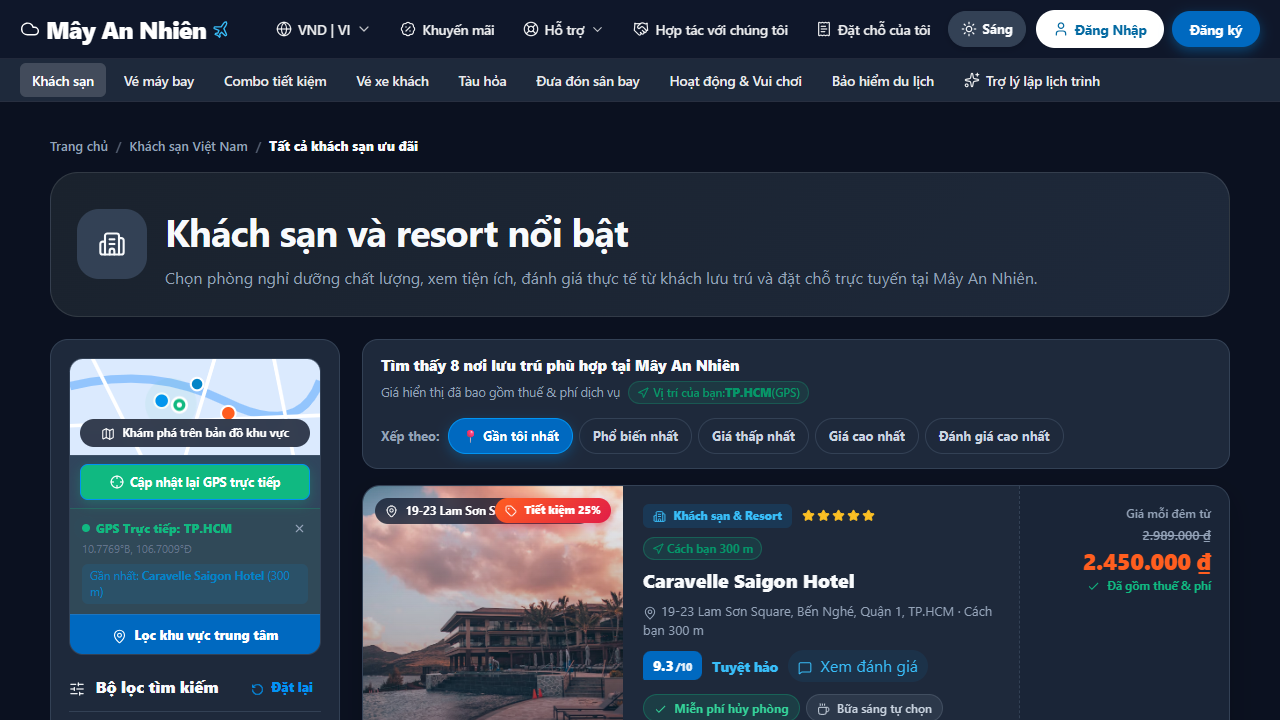 Mây An Nhiên
VND | VI
Khuyến mãi
Hỗ trợ
Hợp tác với chúng tôi
Đặt chỗ của tôi
Sáng
Đăng Nhập
Đăng ký
Khách sạn
Vé máy bay
Combo tiết kiệm
Vé xe khách
Tàu hỏa
Đưa đón sân bay
Hoạt động & Vui chơi
Bảo hiểm du lịch
Trợ lý lập lịch trình
Trang chủ / Khách sạn Việt Nam / Tất cả khách sạn ưu đãi
Khách sạn và resort nổi bật
Chọn phòng nghỉ dưỡng chất lượng, xem tiện ích, đánh giá thực tế từ khách lưu trú và đặt chỗ trực tuyến tại Mây An Nhiên.
Khám phá trên bản đồ khu vực
Cập nhật lại GPS trực tiếp
GPS Trực tiếp: TP.HCM
10.7769°B, 106.7009°Đ
Gần nhất: Caravelle Saigon Hotel (300
m)
Lọc khu vực trung tâm
Bộ lọc tìm kiếm
Đặt lại
Tìm thấy 8 nơi lưu trú phù hợp tại Mây An Nhiên
Giá hiển thị đã bao gồm thuế & phí dịch vụ
Vị trí của bạn:TP.HCM(GPS)
Xếp theo:
Gần tôi nhất
Phổ biến nhất
Giá thấp nhất
Giá cao nhất
Đánh giá cao nhất
19-23 Lam Sơn S
Tiết kiệm 25%
Khách sạn & Resort
Cách bạn 300 m
Caravelle Saigon Hotel
19-23 Lam Sơn Square, Bến Nghé, Quận 1, TP.HCM · Cách
bạn 300 m
9.3/10
Tuyệt hảo
Xem đánh giá
Miễn phí hủy phòng
Bữa sáng tự chọn
Giá mỗi đêm từ
2.989.000 ₫
2.450.000 ₫
Đã gồm thuế & phí